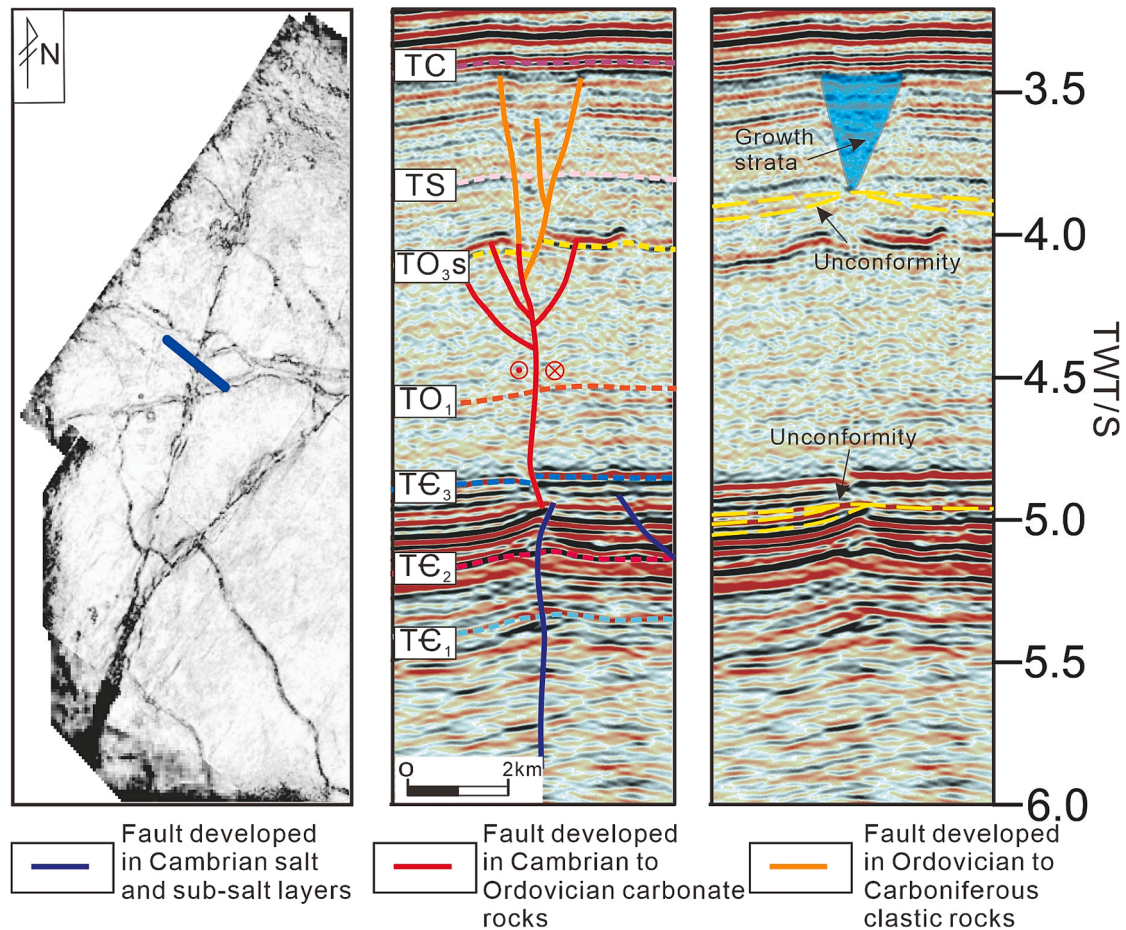 N
TC
TS
TO₃s
TO₁
TЄ₃
TЄ₂
TЄ₁
0 2km
Growth
strata
Unconformity
Unconformity
3.5
4.0
4.5
5.0
5.5
6.0
TWT/S
Fault developed
in Cambrian salt
and sub-salt layers
Fault developed
in Cambrian to
Ordovician carbonate
rocks
Fault developed
in Ordovician to
Carboniferous
clastic rocks